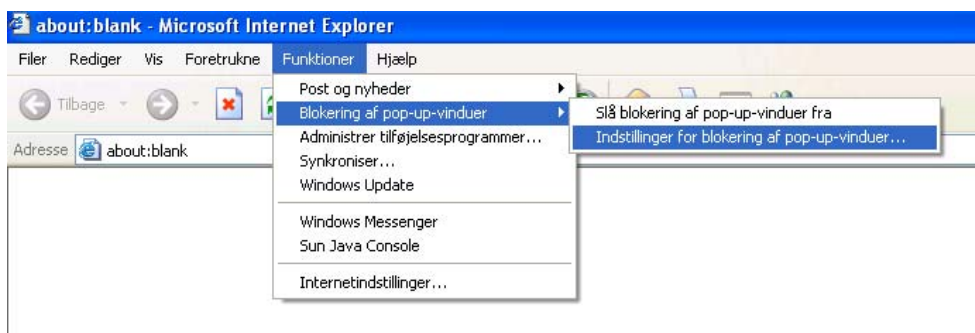 about:blank - Microsoft Internet Explorer
Filer Rediger Vis Foretrukne Funktioner Hjælp
Tilbage
Adresse about:blank
Post og nyheder
Blokering af pop-up-vinduer
Administrer tilføjelsesprogrammer...
Synkroniser...
Windows Update
Windows Messenger
Sun Java Console
Internetindstillinger...
Slå blokering af pop-up-vinduer fra
Indstillinger for blokering af pop-up-vinduer...